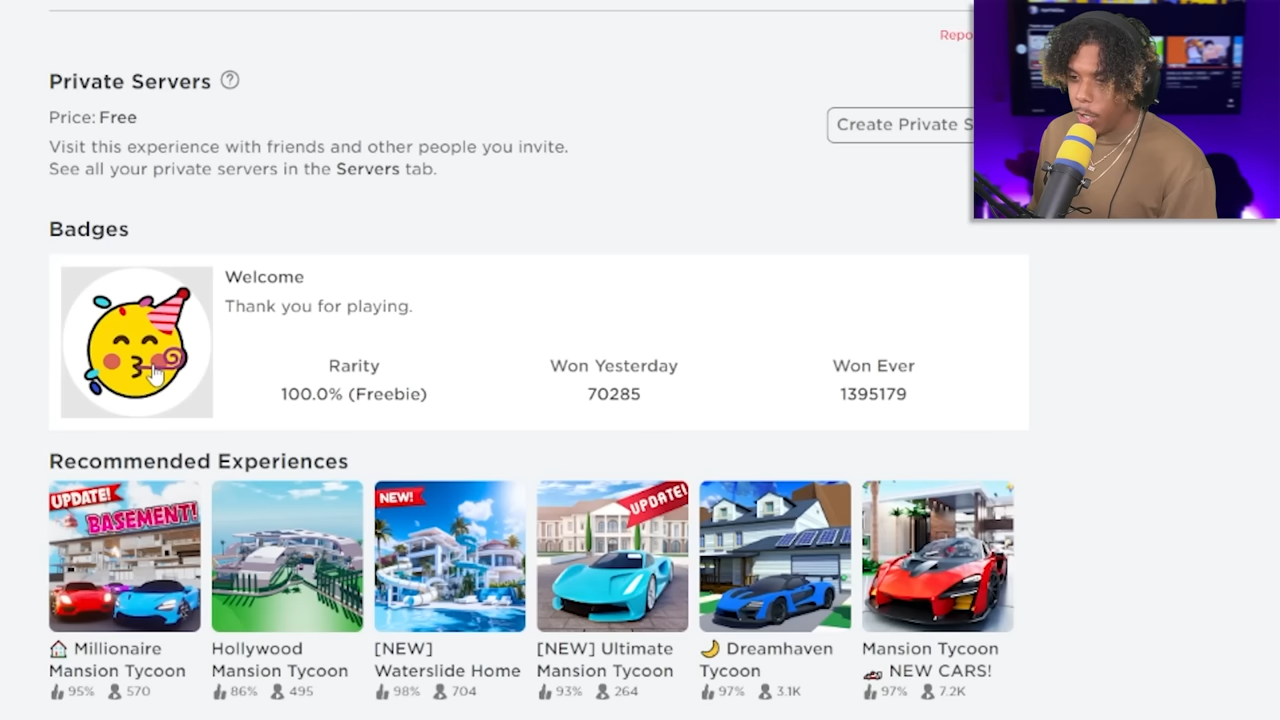 Repo
Private Servers
Price: Free
Create Private S
Visit this experience with friends and other people you invite.
See all your private servers in the Servers tab.
Badges
Welcome
Thank you for playing.
Rarity
Won Yesterday
Won Ever
100.0% (Freebie)
70285
1395179
Recommended Experiences
UPDATE!
BASEMENT!
NEW!
UPDATE!
Millionaire
Mansion Tycoon
95% 570
Hollywood
Mansion Tycoon
86% 495
[NEW]
Waterslide Home
98% 704
[NEW] Ultimate
Mansion Tycoon
93% 264
Dreamhaven
Tycoon
97% 3.1K
Mansion Tycoon
NEW CARS!
97% 7.2K